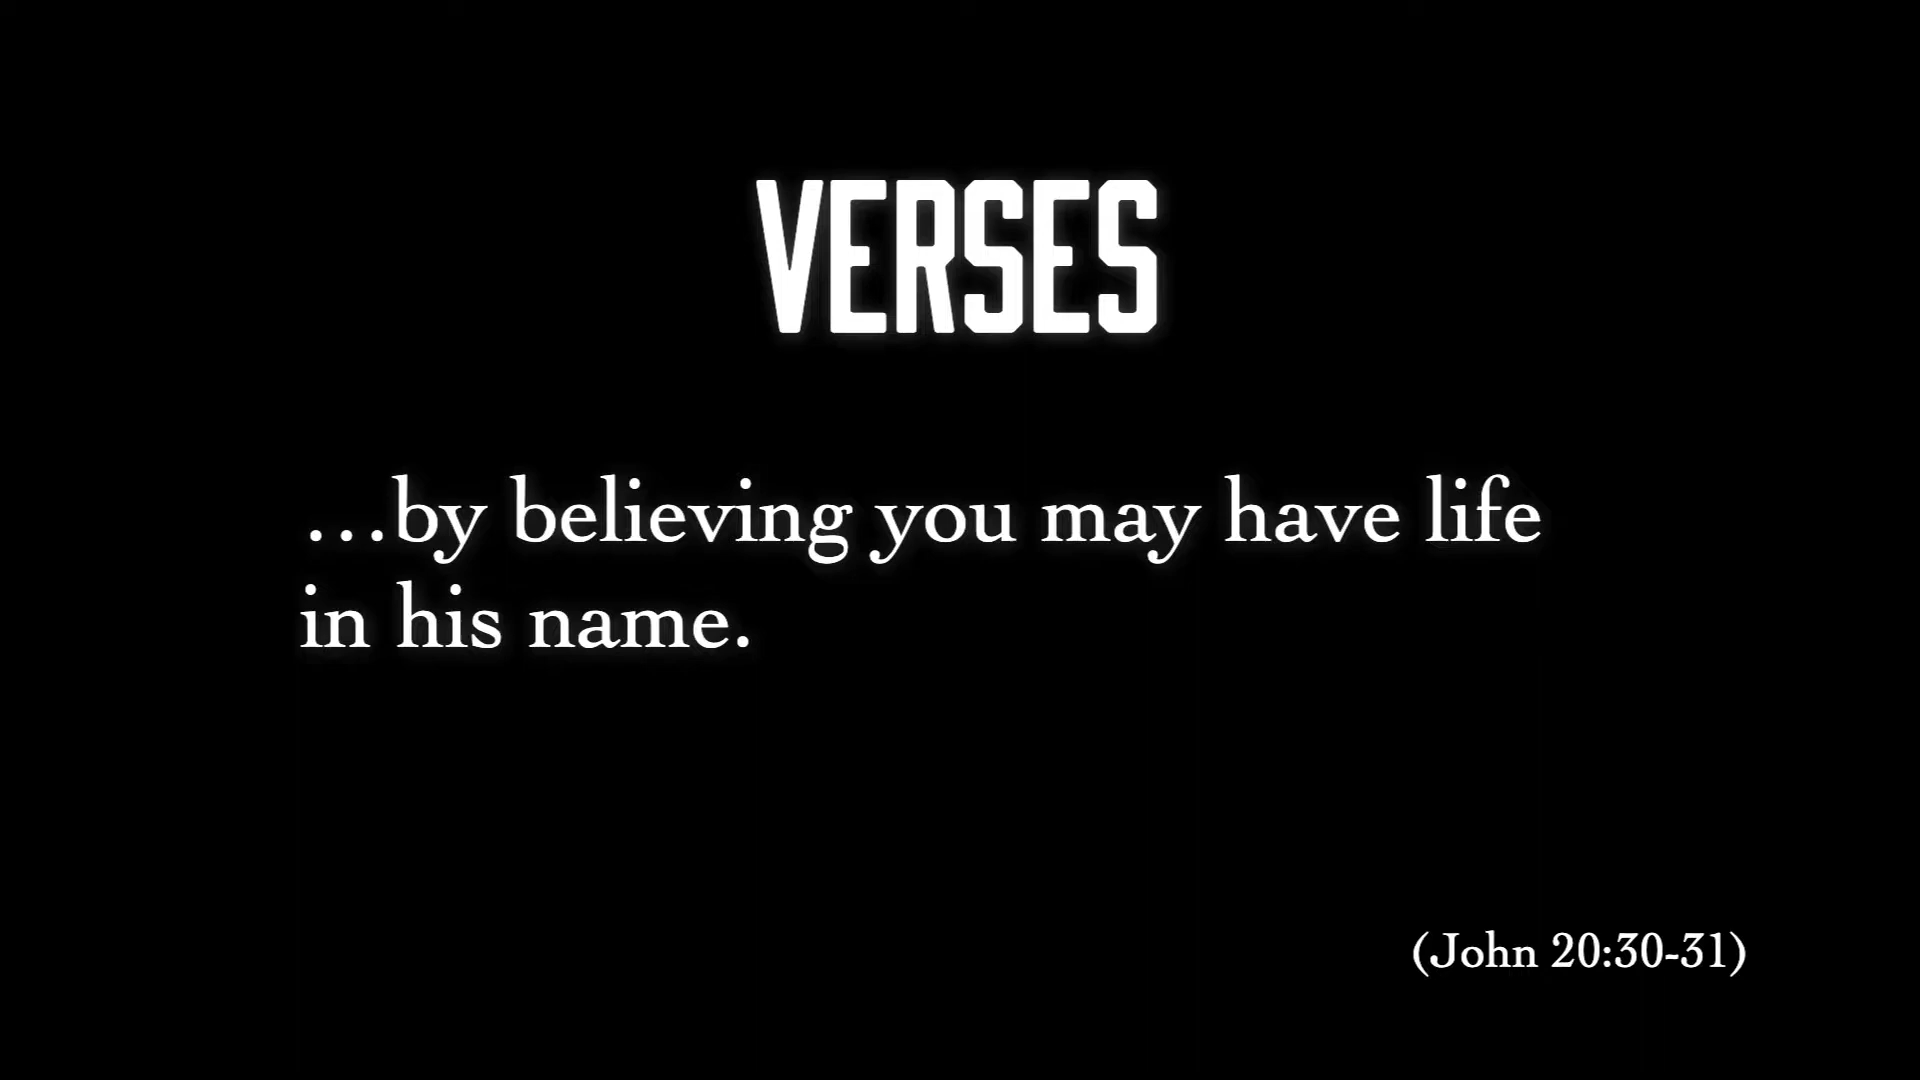 VERSES
…by believing you may have life
in his name.
(John 20:30-31)